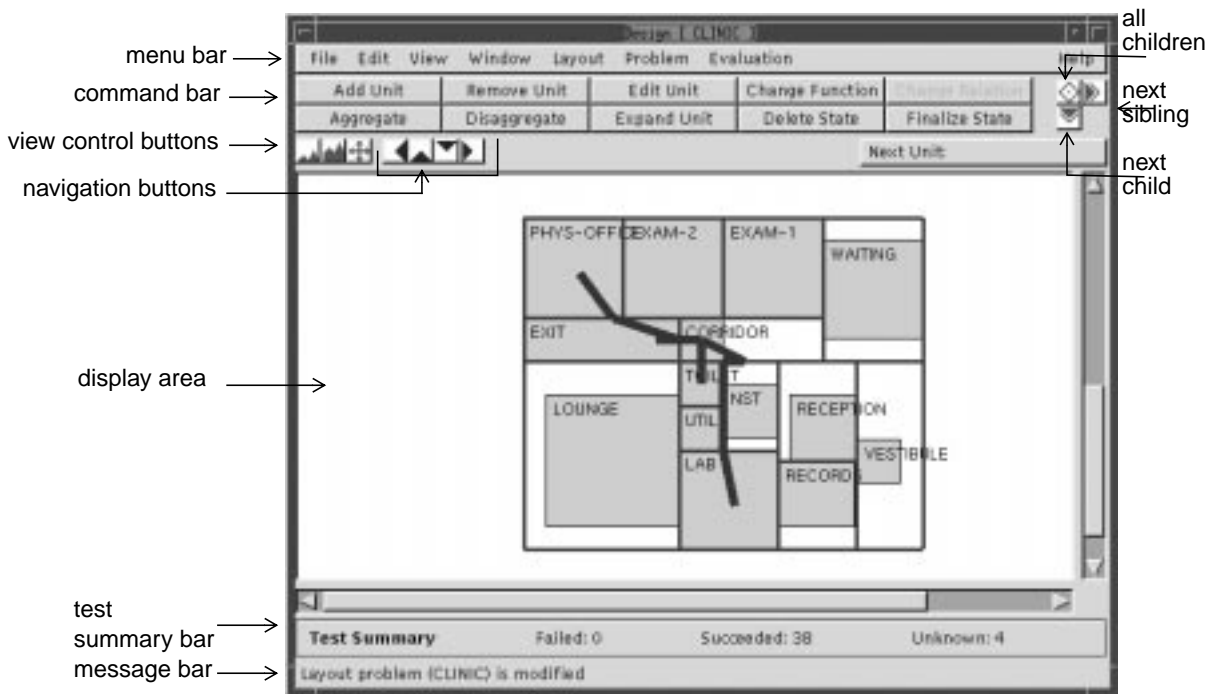 all
children
Design [ CLINIC ]
menu bar
File Edit View Window Layout Problem Evaluation Help
command bar
Add Unit Remove Unit Edit Unit Change Function Change Relation
next
sibling
Aggregate Disaggregate Expand Unit Delete State Finalize State
view control buttons
Next Unit:
next
child
navigation buttons
PHYS-OFFICE EXAM-2 EXAM-1
WAITING
EXIT CORRIDOR
display area
TOILET
LOUNGE UTIL NST RECEPTION
VESTIBULE
LAB RECORDS
test
summary bar
Test Summary Failed: 0 Succeeded: 38 Unknown: 4
message bar
Layout problem (CLINIC) is modified